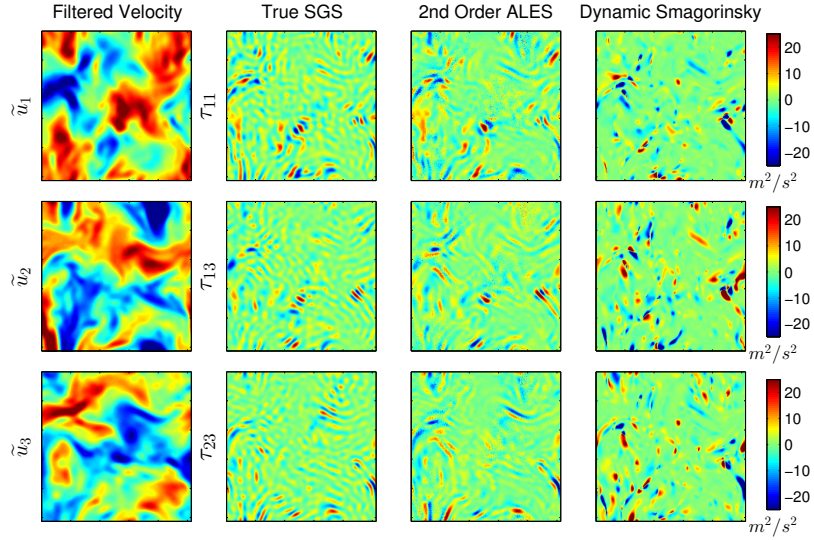 Filtered Velocity True SGS 2nd Order ALES Dynamic Smagorinsky
ũ₁ τ₁₁
20
10
0
−10
−20
m²/s²
ũ₂ τ₁₃
20
10
0
−10
−20
m²/s²
ũ₃ τ₂₃
20
10
0
−10
−20
m²/s²